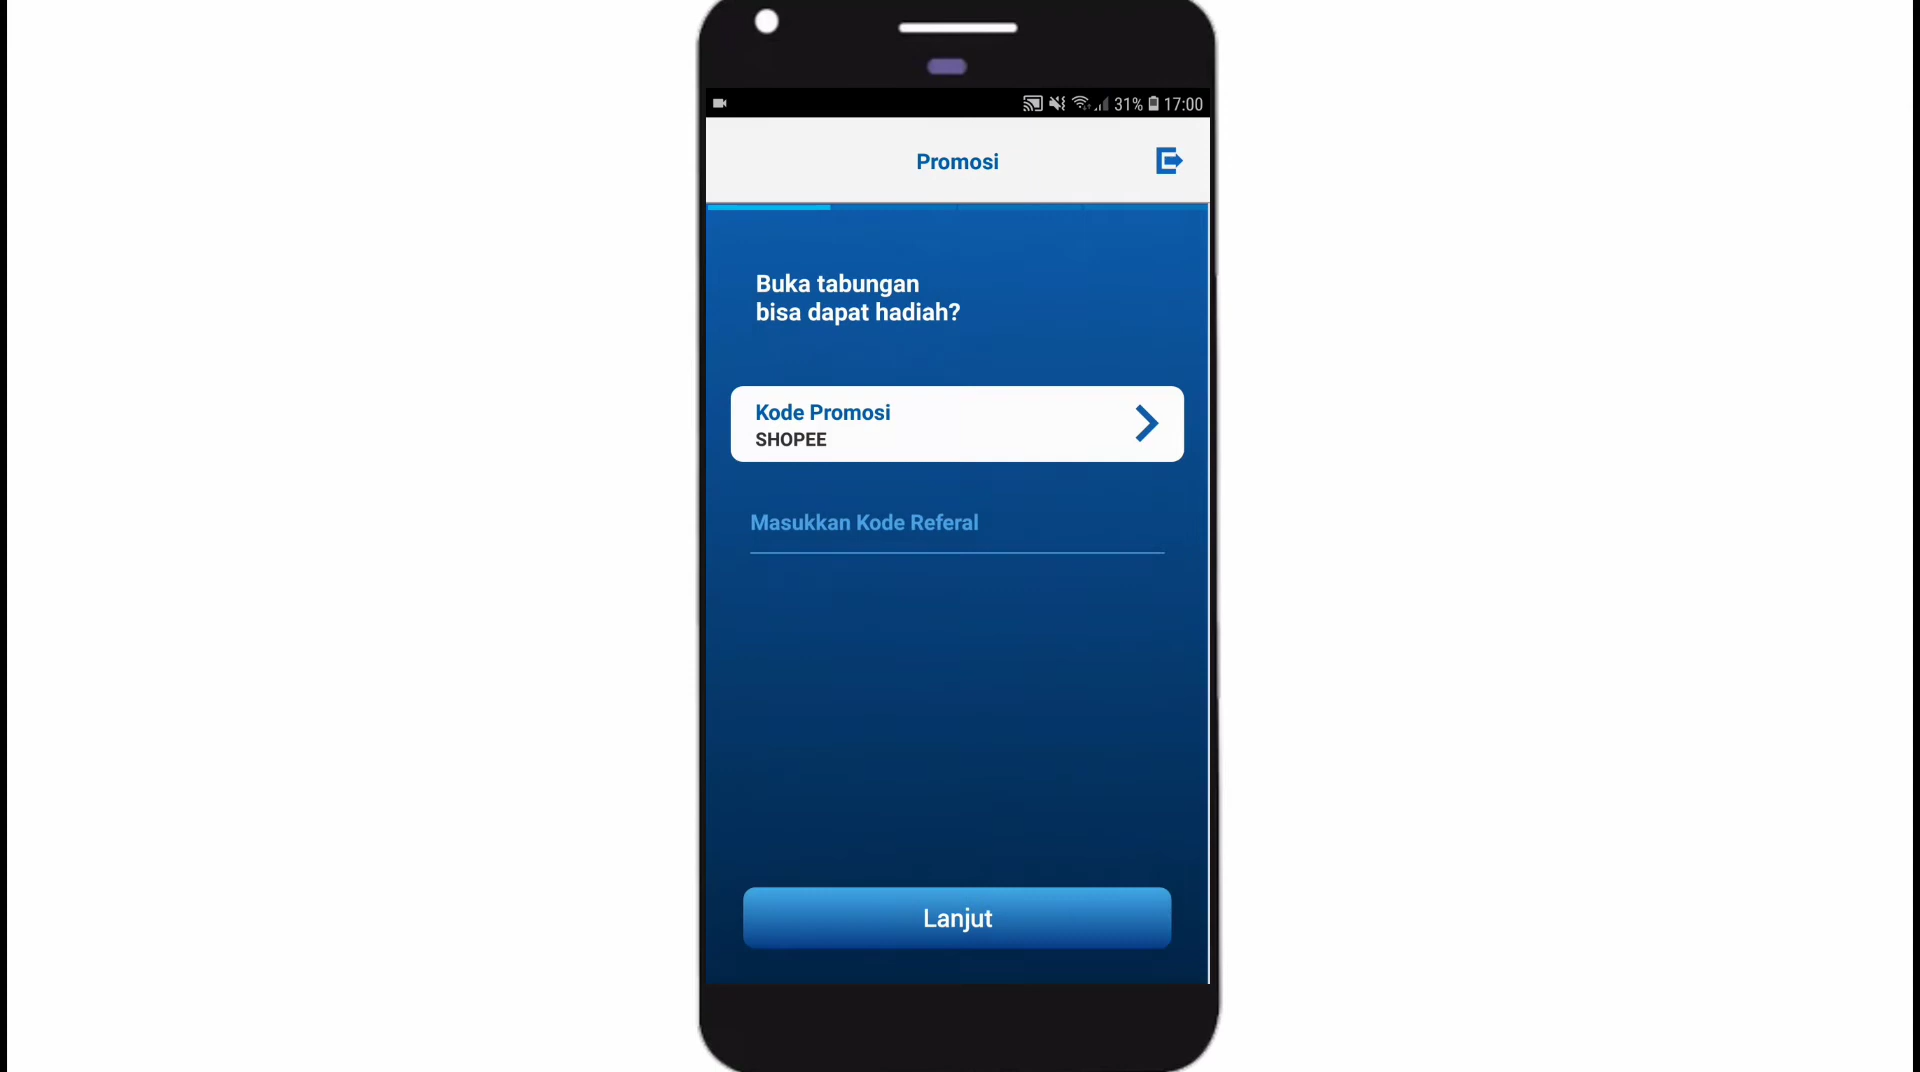 31% 17:00
Promosi
Buka tabungan
bisa dapat hadiah?
Kode Promosi
SHOPEE
Masukkan Kode Referal
Lanjut